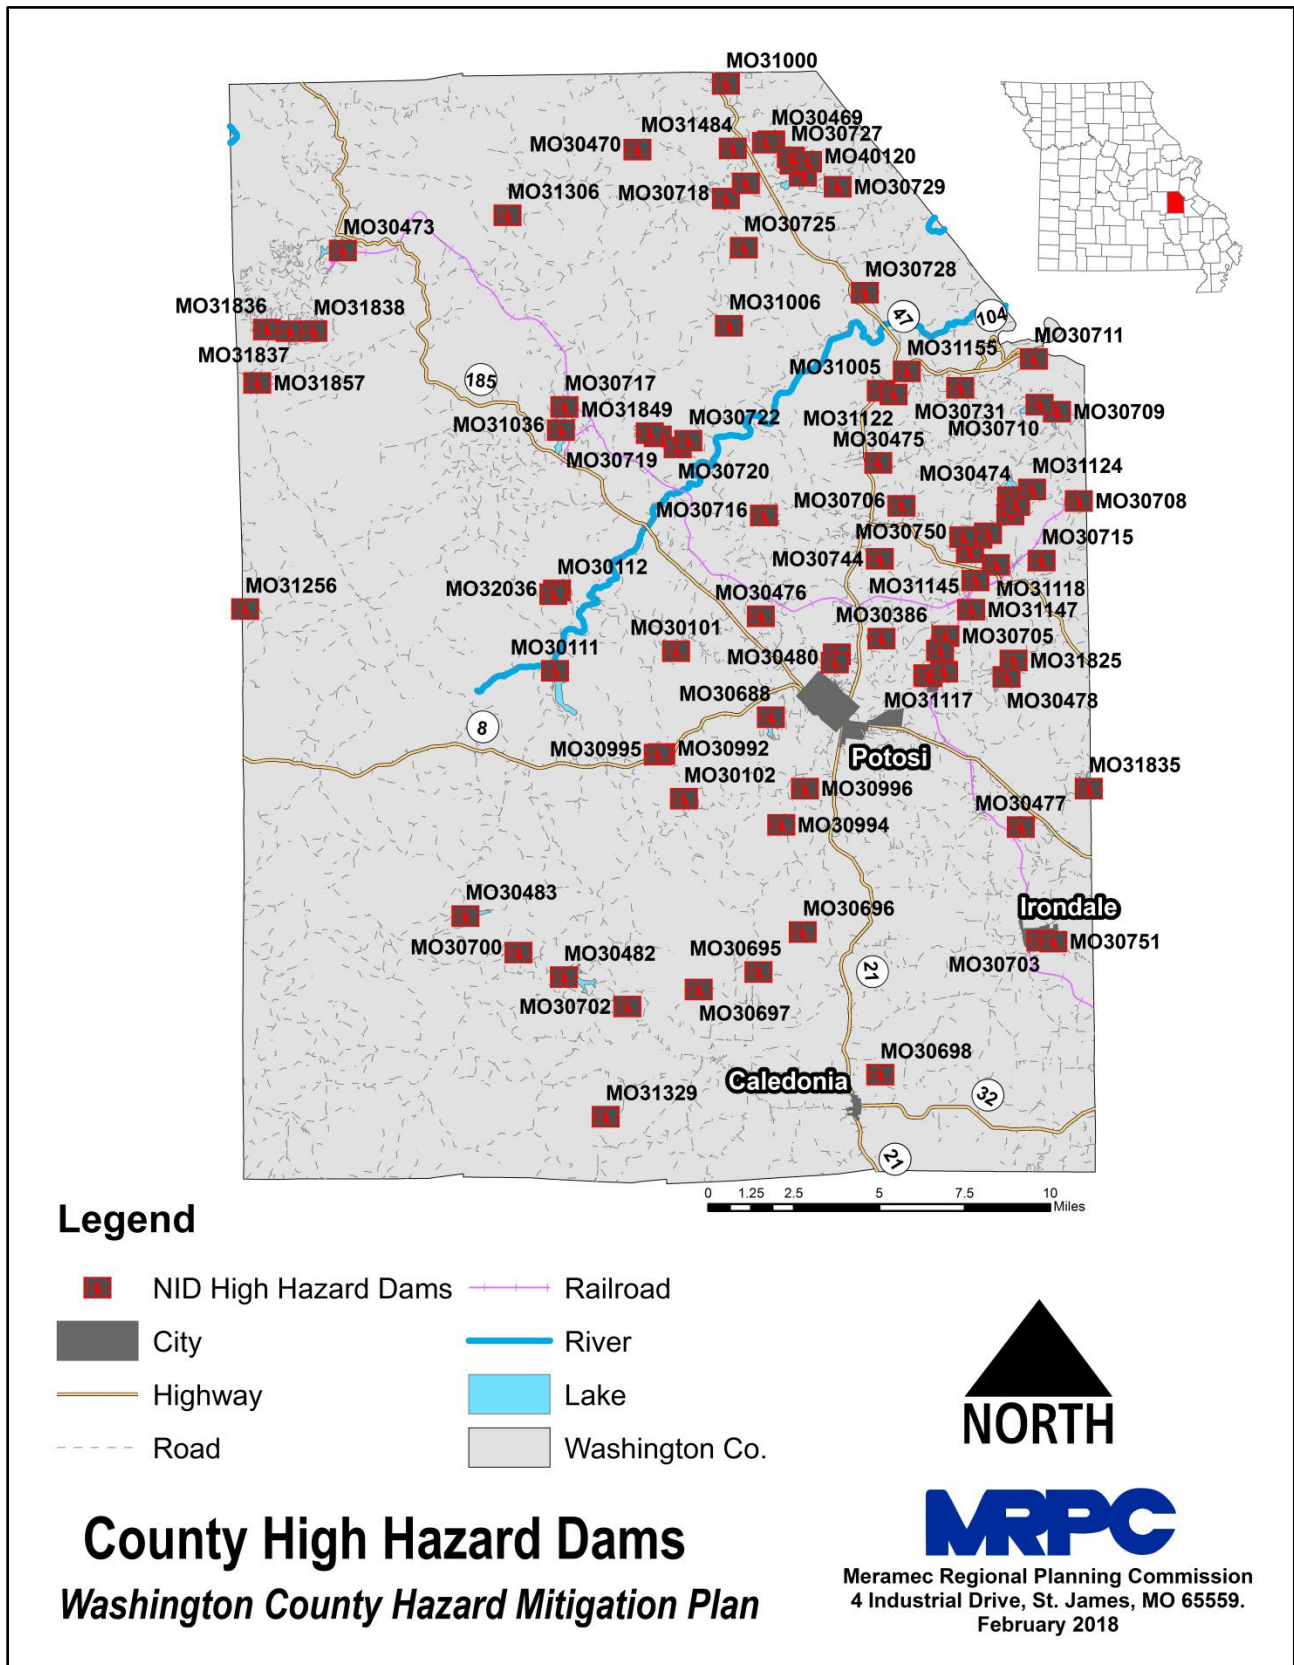 MO31000
MO30469
MO31484
MO30727
MO30470
MO40120
MO31306
MO30718
MO30729
MO30473
MO30725
MO30728
MO31836
MO31838
MO31006
47
104
MO31837
MO31155
MO30711
MO31857
185
MO31005
MO30717
MO31849
MO31036
MO30722
MO31122
MO30731
MO30710
MO30709
MO30719
MO30720
MO30475
MO30474
MO31124
MO30716
MO30706
MO30708
MO30750
MO30715
MO30744
MO31256
MO32036
MO30112
MO30476
MO31145
MO31118
MO31147
MO30101
MO30386
MO30705
MO30111
MO30480
MO31825
MO30688
MO31117
MO30478
8
MO30995
MO30992
Potosi
MO31835
MO30102
MO30996
MO30477
MO30994
MO30483
MO30696
Irondale
MO30700
MO30482
MO30695
MO30703
MO30751
21
MO30702
MO30697
MO30698
MO31329
Caledonia
32
21
0 1.25 2.5 5 7.5 10
Miles
Legend
NID High Hazard Dams
Railroad
City
River
Highway
Lake
Road
Washington Co.
NORTH
County High Hazard Dams
Washington County Hazard Mitigation Plan
MRPC
Meramec Regional Planning Commission
4 Industrial Drive, St. James, MO 65559.
February 2018